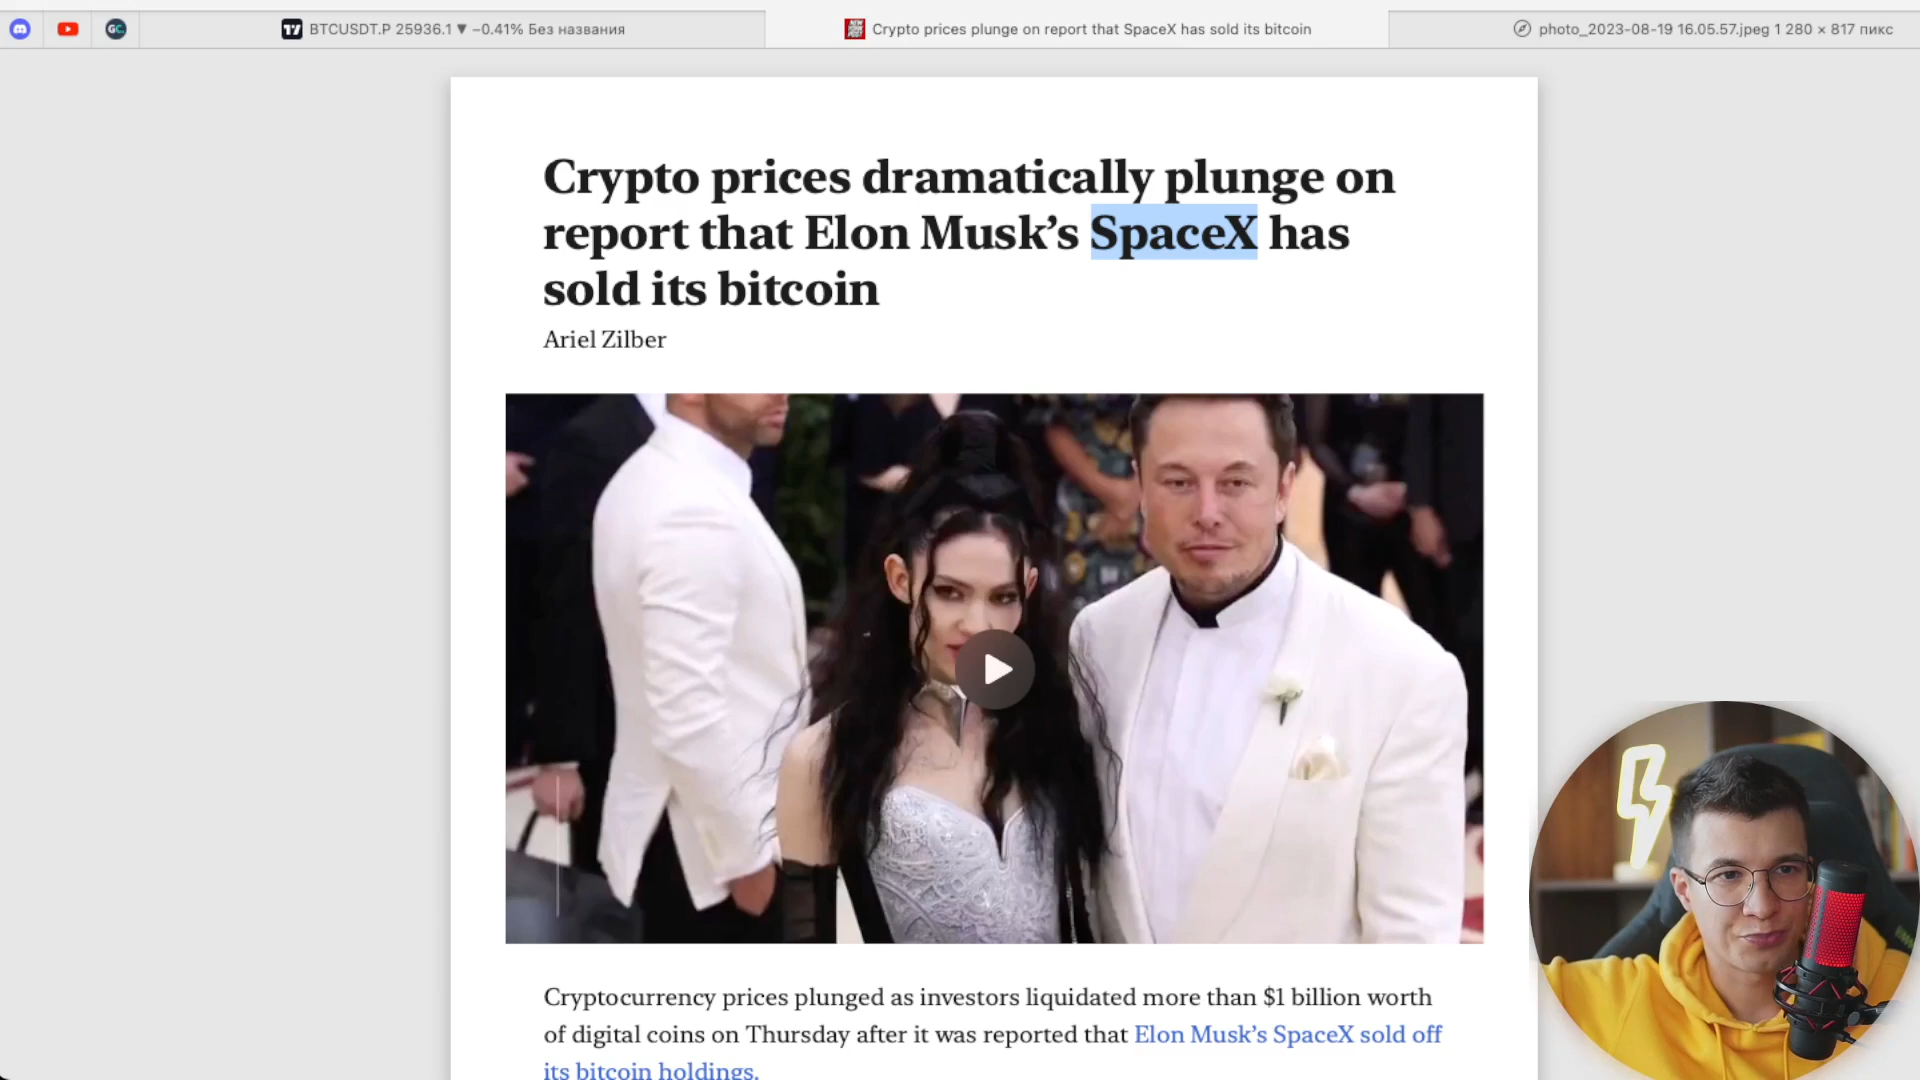 BTCUSDT.P 25936.1 ▼ −0.41% Без названия
Crypto prices plunge on report that SpaceX has sold its bitcoin
photo_2023-08-19 16.05.57.jpeg 1 280 × 817 пикс
Crypto prices dramatically plunge on
report that Elon Musk’s SpaceX has
sold its bitcoin
Ariel Zilber
Cryptocurrency prices plunged as investors liquidated more than $1 billion worth
of digital coins on Thursday after it was reported that Elon Musk’s SpaceX sold off
its bitcoin holdings.